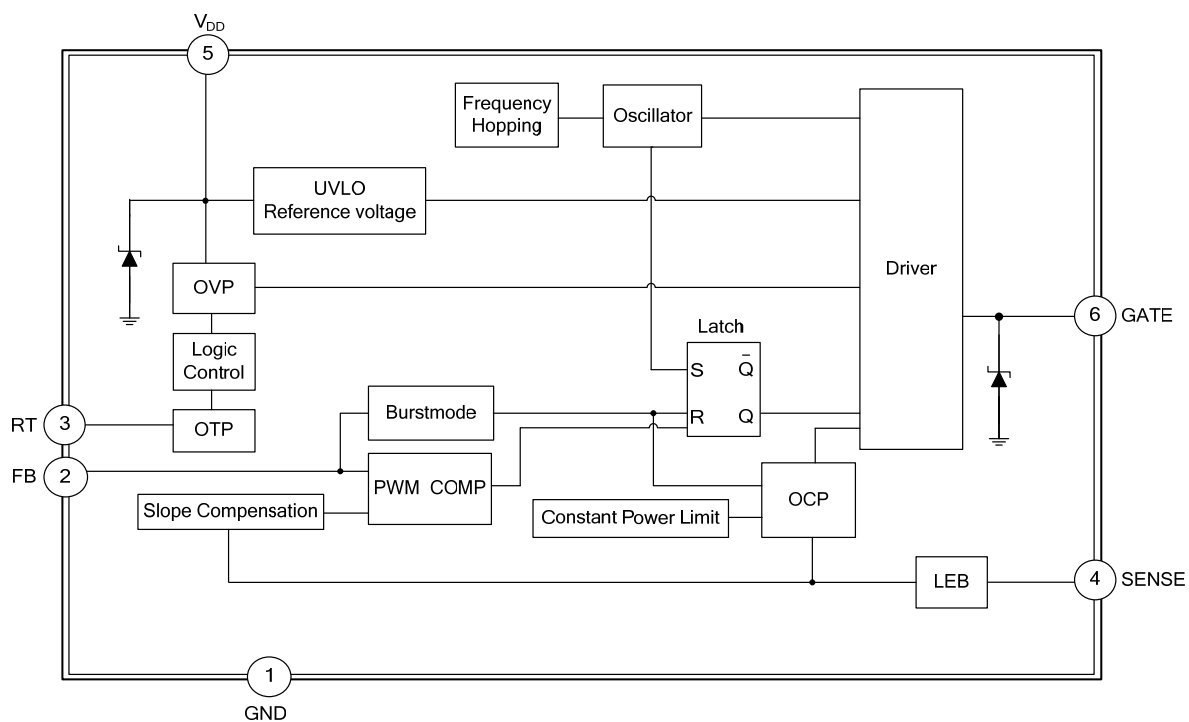 VDD
5
Frequency
Hopping
Oscillator
UVLO
Reference voltage
Driver
OVP
6
GATE
Latch
Logic
Control
S
Q̅
Burstmode
R
Q
RT
3
OTP
FB
2
PWM COMP
OCP
Slope Compensation
Constant Power Limit
LEB
4
SENSE
1
GND